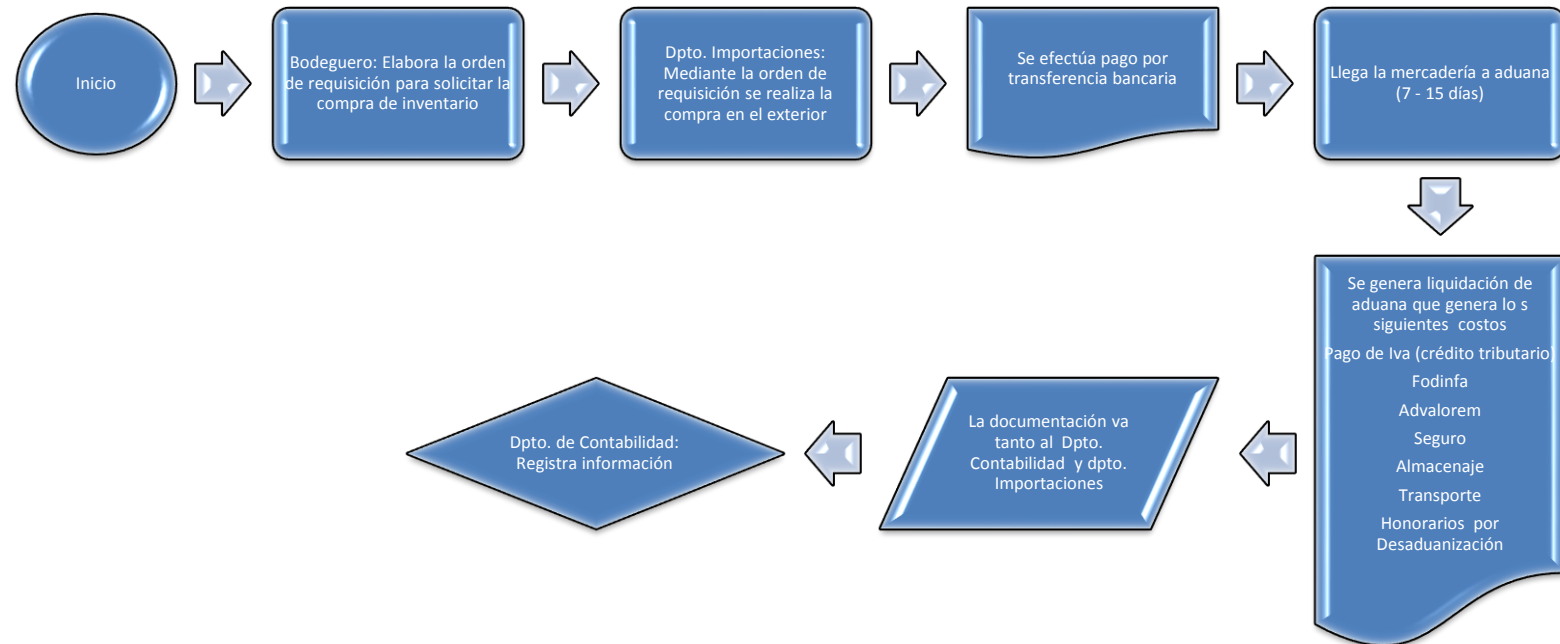 Inicio
Bodeguero: Elabora la orden
de requisición para solicitar la
compra de inventario
Dpto. Importaciones:
Mediante la orden de
requisición se realiza la
compra en el exterior
Se efectúa pago por
transferencia bancaria
Llega la mercadería a aduana
(7 - 15 días)
Se genera liquidación de
aduana que genera lo s
siguientes costos
Pago de Iva (crédito tributario)
Fodinfa
Advalorem
Seguro
Almacenaje
Transporte
Honorarios por
Desaduanización
La documentación va
tanto al Dpto.
Contabilidad y dpto.
Importaciones
Dpto. de Contabilidad:
Registra información